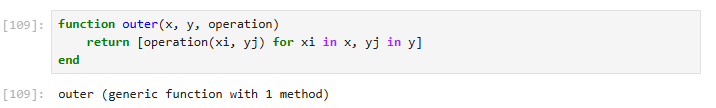 [109]: function outer(x, y, operation)
    return [operation(xi, yj) for xi in x, yj in y]
end
[109]: outer (generic function with 1 method)